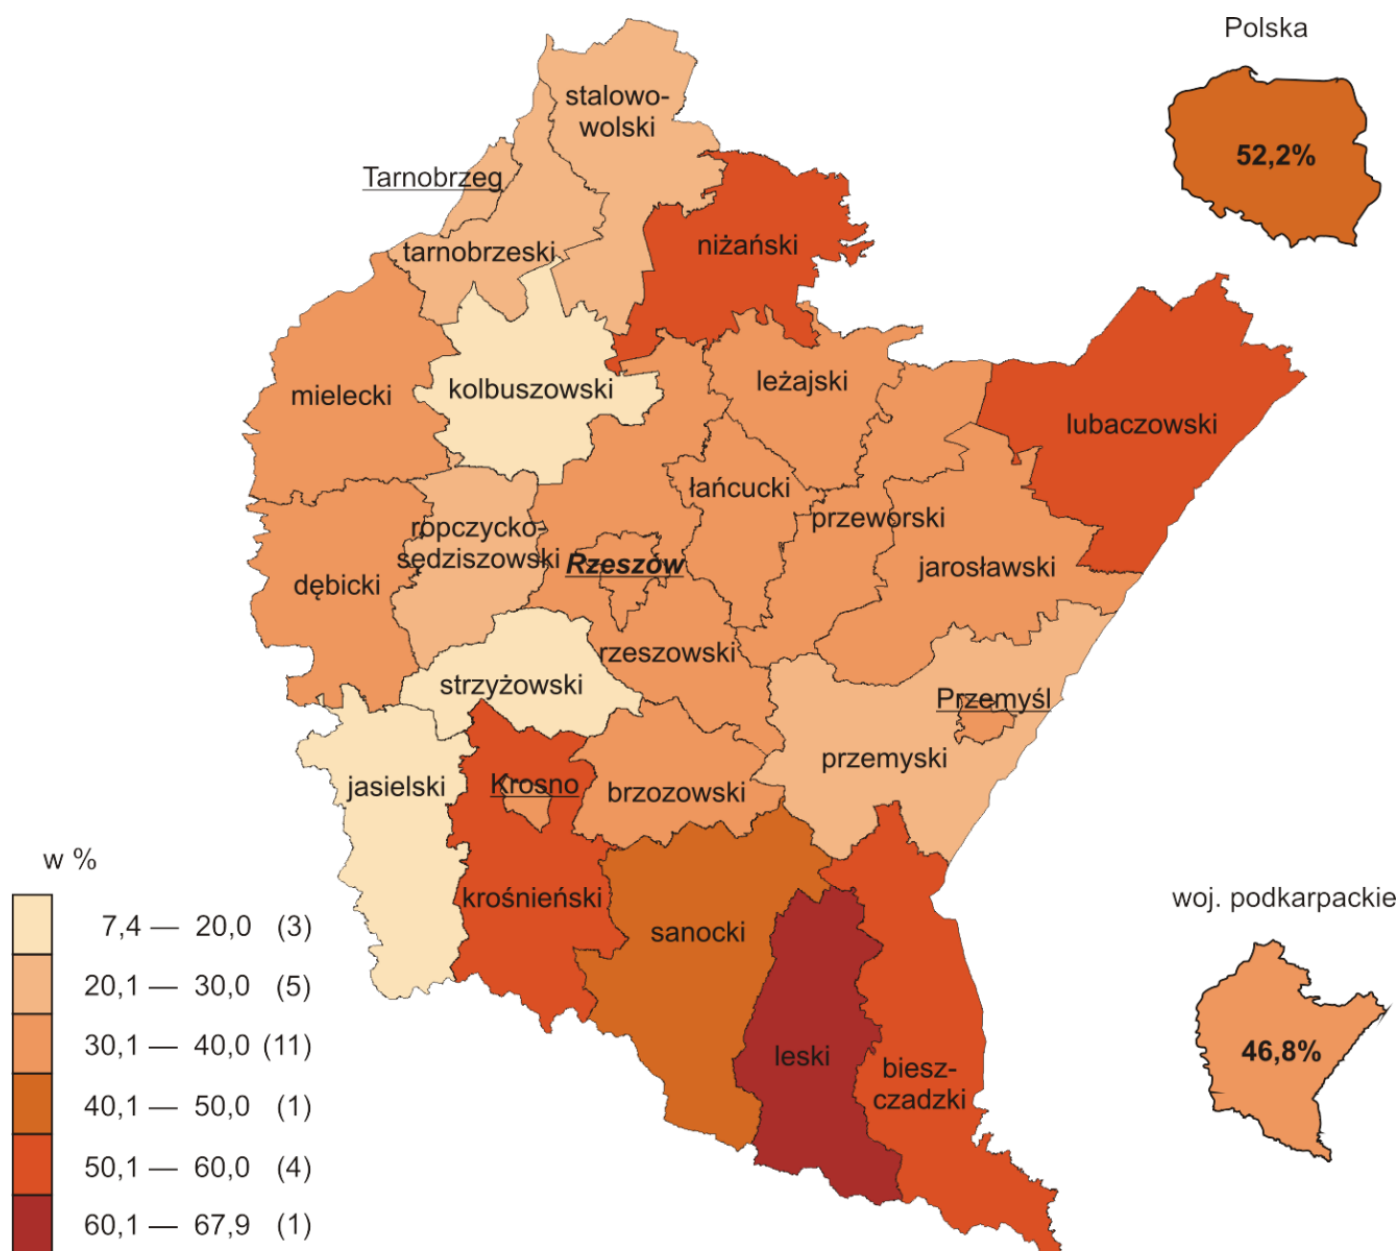 Polska
52,2%
stalowo-
wolski
Tarnobrzeg
tarnobrzeski
niżański
mielecki
kolbuszowski
leżajski
lubaczowski
łańcucki
przeworski
ropczycko-
sędziszowski
Rzeszów
jarosławski
dębicki
rzeszowski
strzyżowski
Przemyśl
przemyski
jasielski
Krosno
brzozowski
krośnieński
sanocki
leski
biesz-
czadzki
woj. podkarpackie
46,8%
w %
7,4 — 20,0 (3)
20,1 — 30,0 (5)
30,1 — 40,0 (11)
40,1 — 50,0 (1)
50,1 — 60,0 (4)
60,1 — 67,9 (1)